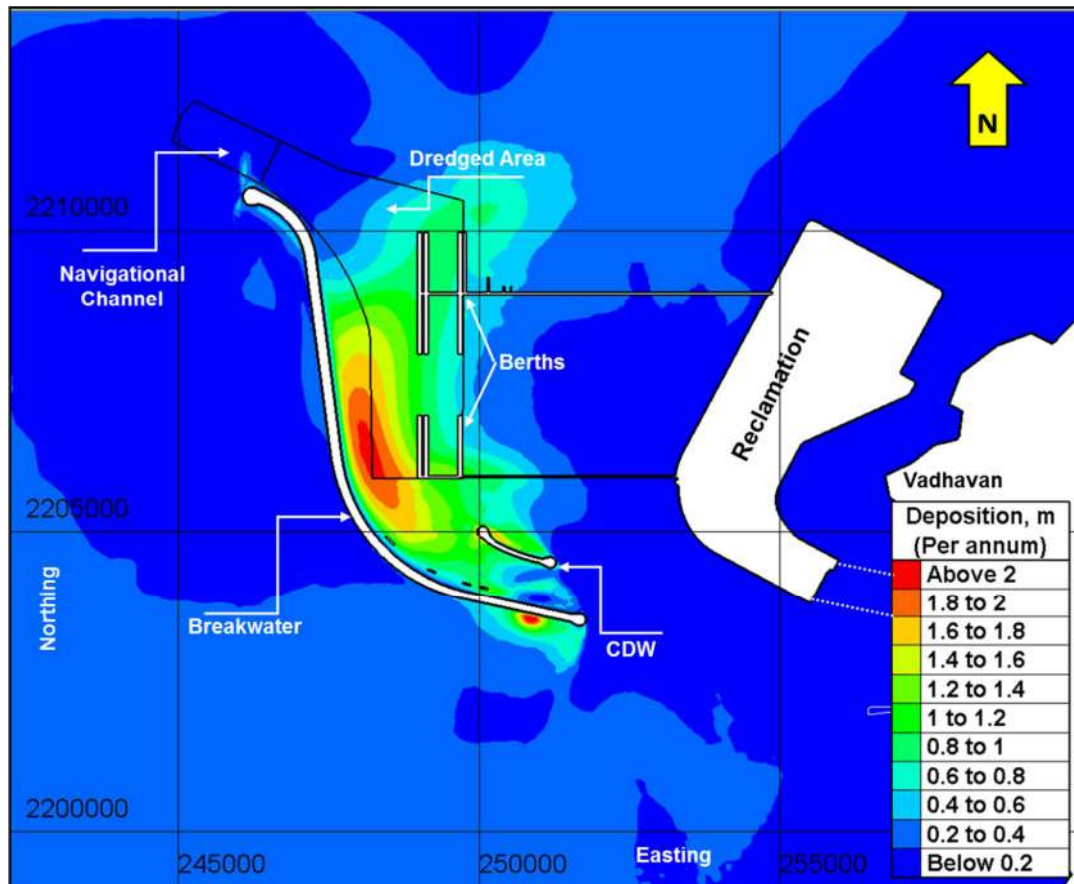 N
Dredged Area
2210000
Navigational
Channel
Berths
Reclamation
Vadhavan
2205000
Deposition, m
(Per annum)
Above 2
1.8 to 2
1.6 to 1.8
1.4 to 1.6
1.2 to 1.4
1 to 1.2
0.8 to 1
0.6 to 0.8
0.4 to 0.6
0.2 to 0.4
Below 0.2
Northing
Breakwater
CDW
2200000
245000
250000
Easting
255000